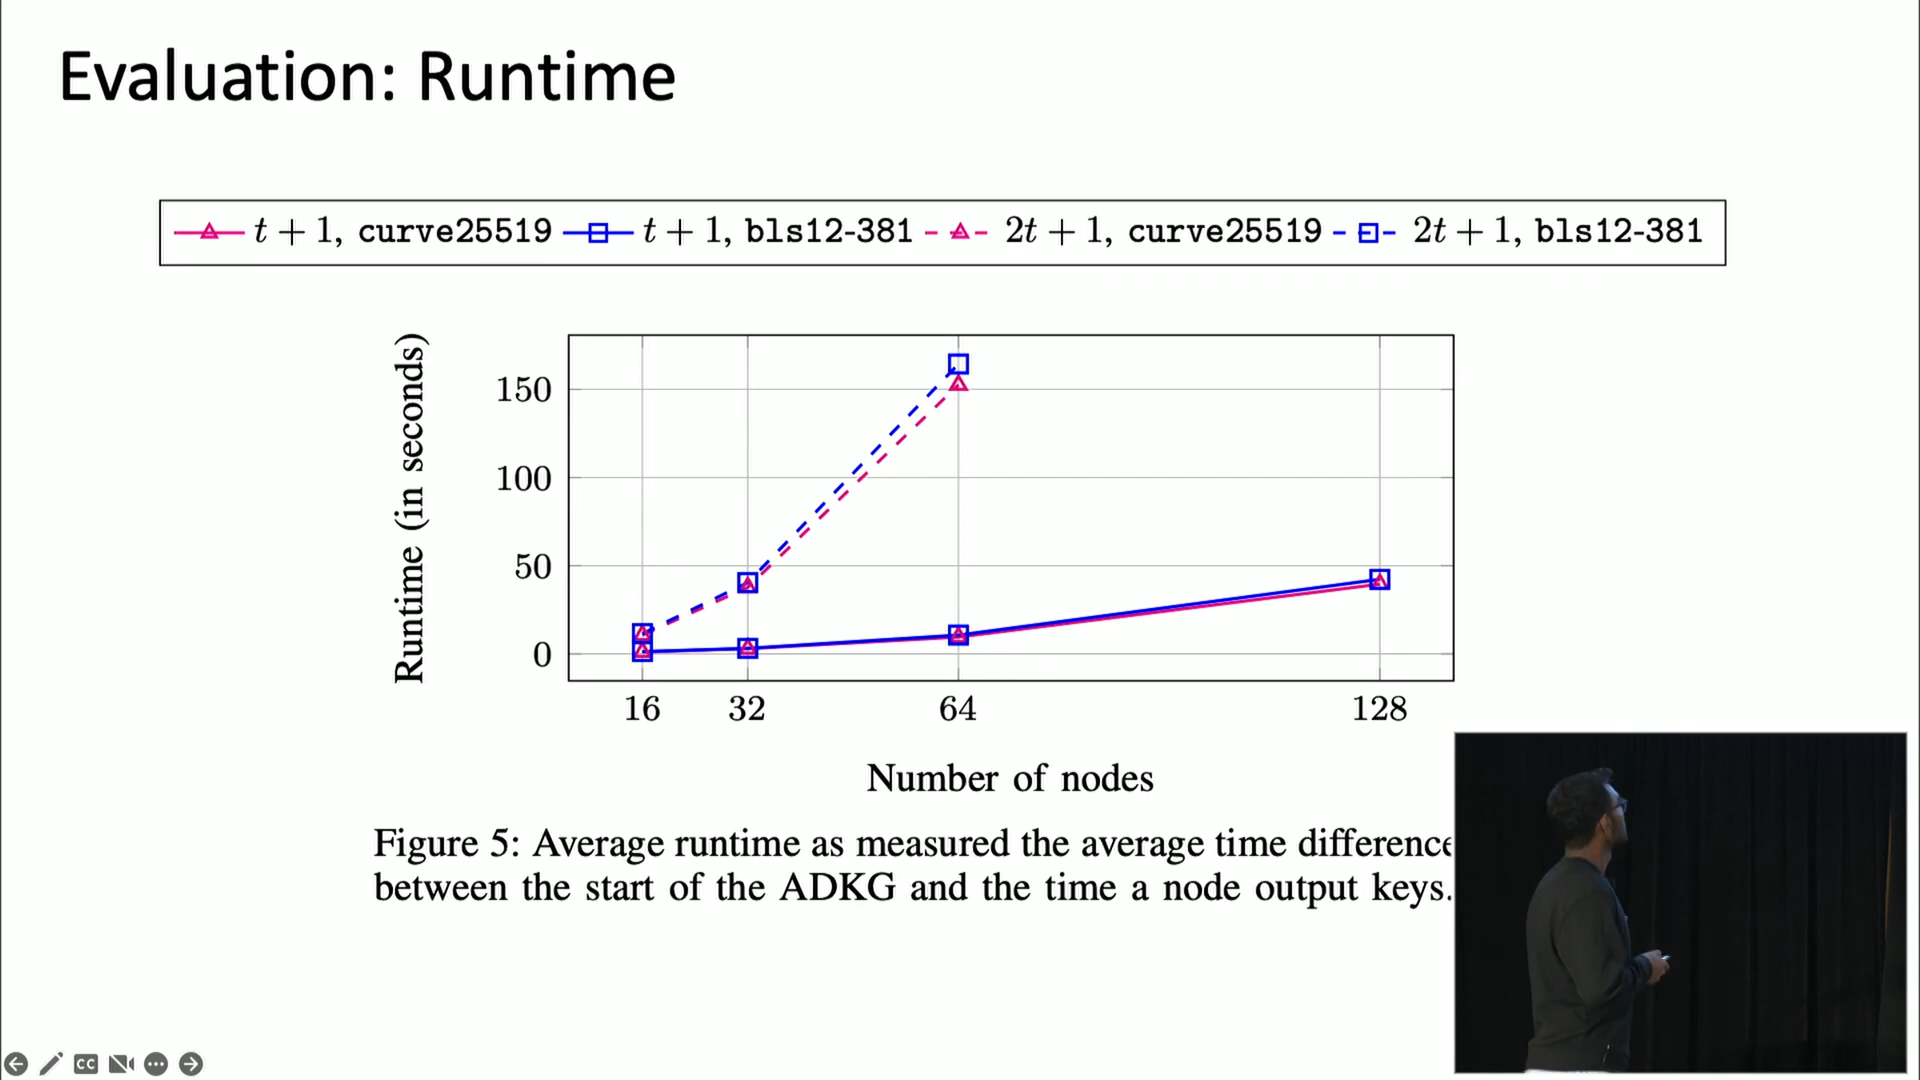 Evaluation: Runtime
t + 1, curve25519 t + 1, bls12-381 2t + 1, curve25519 2t + 1, bls12-381
Runtime (in seconds)
150
100
50
0
16 32 64 128
Number of nodes
Figure 5: Average runtime as measured the average time difference
between the start of the ADKG and the time a node output keys.
CC